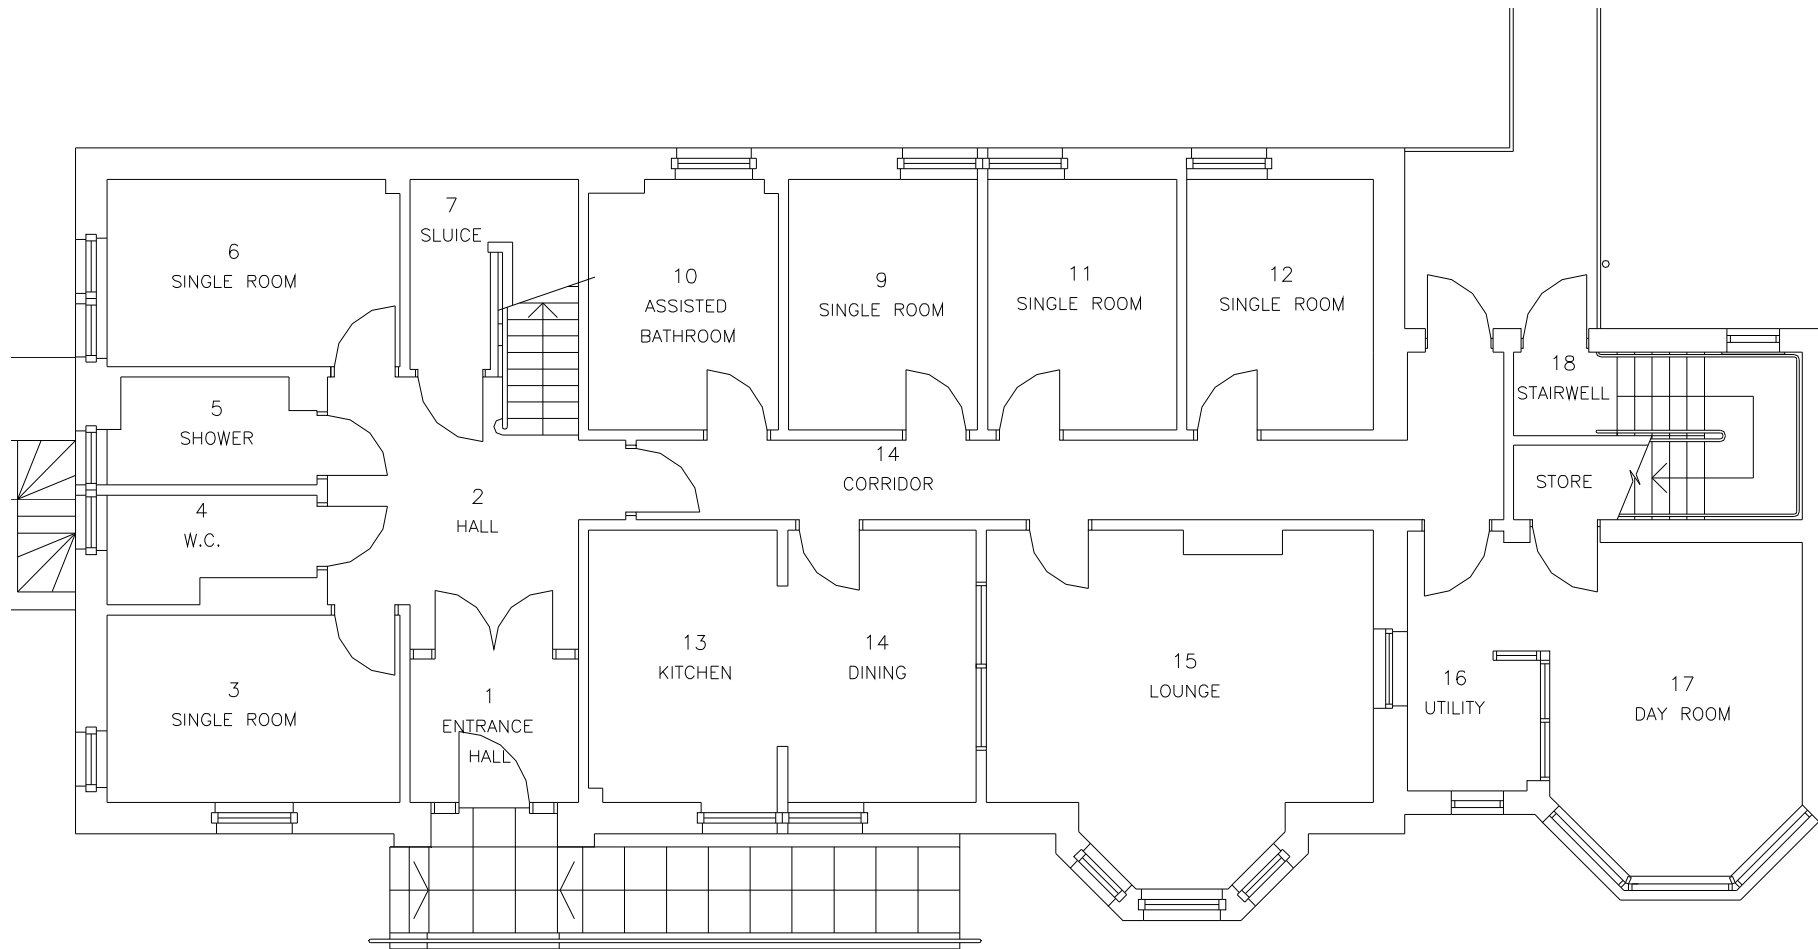 7
SLUICE
6
SINGLE ROOM
10
ASSISTED
BATHROOM
9
SINGLE ROOM
11
SINGLE ROOM
12
SINGLE ROOM
18
STAIRWELL
5
SHOWER
14
CORRIDOR
STORE
4
W.C.
2
HALL
13
KITCHEN
14
DINING
15
LOUNGE
16
UTILITY
17
DAY ROOM
3
SINGLE ROOM
1
ENTRANCE
HALL